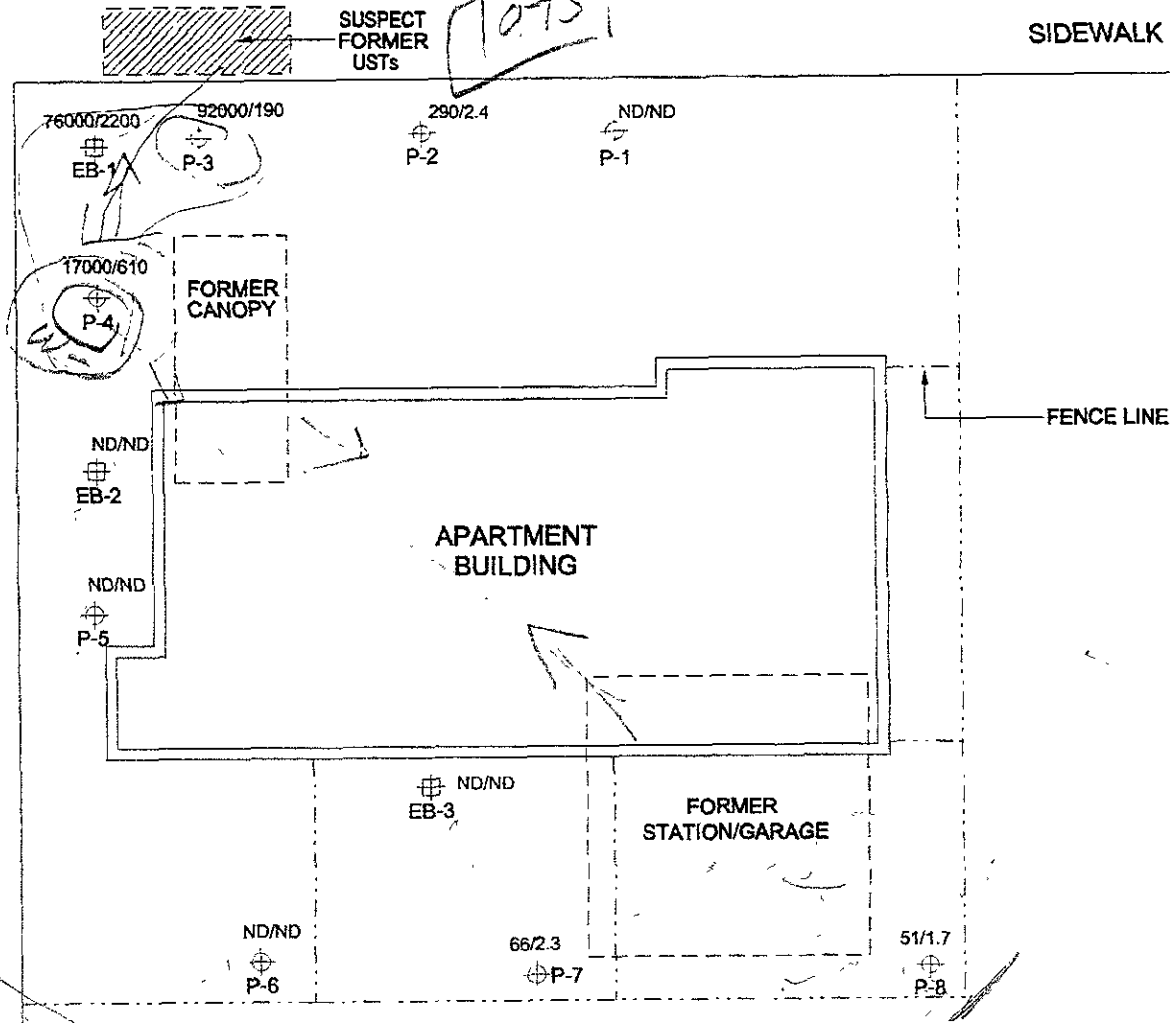 SUSPECT
FORMER
USTs
SIDEWALK
76000/2200
EB-1
92000/190
P-3
290/2.4
P-2
ND/ND
P-1
17000/610
P-4
FORMER
CANOPY
FENCE LINE
ND/ND
EB-2
APARTMENT
BUILDING
ND/ND
P-5
ND/ND
EB-3
FORMER
STATION/GARAGE
ND/ND
P-6
66/2.3
P-7
51/1.7
P-8